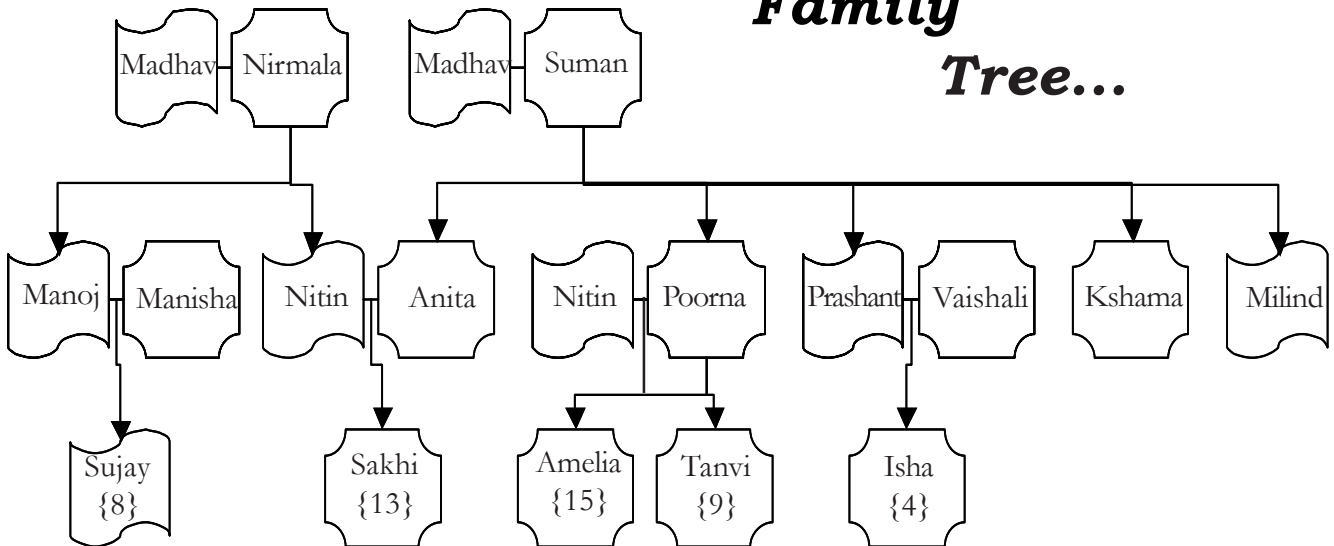 Family
Tree...
Madhav Nirmala Madhav Suman
Manoj Manisha Nitin Anita Nitin Poorna Prashant Vaishali Kshama Milind
Sujay
{8}
Sakhi
{13}
Amelia
{15}
Tanvi
{9}
Isha
{4}